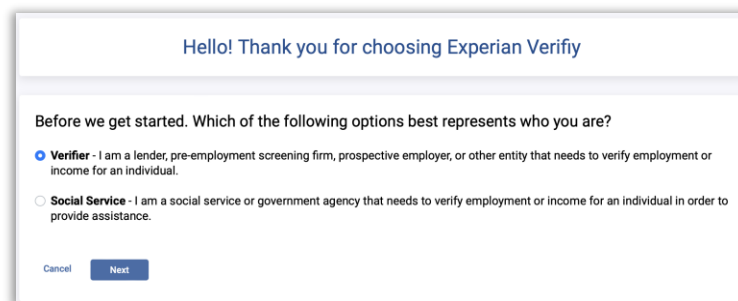 Hello! Thank you for choosing Experian Verifiy
Before we get started. Which of the following options best represents who you are?
Verifier - I am a lender, pre-employment screening firm, prospective employer, or other entity that needs to verify employment or
income for an individual.
Social Service - I am a social service or government agency that needs to verify employment or income for an individual in order to
provide assistance.
Cancel Next